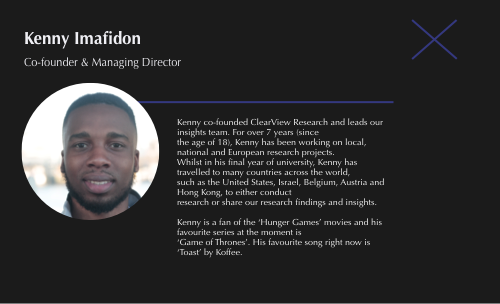 Kenny Imafidon
Co-founder & Managing Director
Kenny co-founded ClearView Research and leads our
insights team. For over 7 years (since
the age of 18), Kenny has been working on local,
national and European research projects.
Whilst in his final year of university, Kenny has
travelled to many countries across the world,
such as the United States, Israel, Belgium, Austria and
Hong Kong, to either conduct
research or share our research findings and insights.
Kenny is a fan of the ‘Hunger Games’ movies and his
favourite series at the moment is
‘Game of Thrones’. His favourite song right now is
‘Toast’ by Koffee.